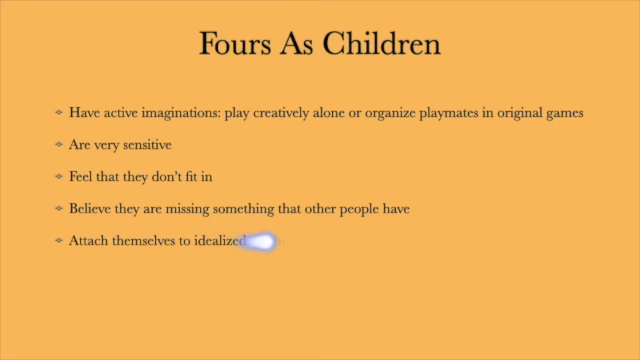 Fours As Children
Have active imaginations: play creatively alone or organize playmates in original games
Are very sensitive
Feel that they don't fit in
Believe they are missing something that other people have
Attach themselves to idealized